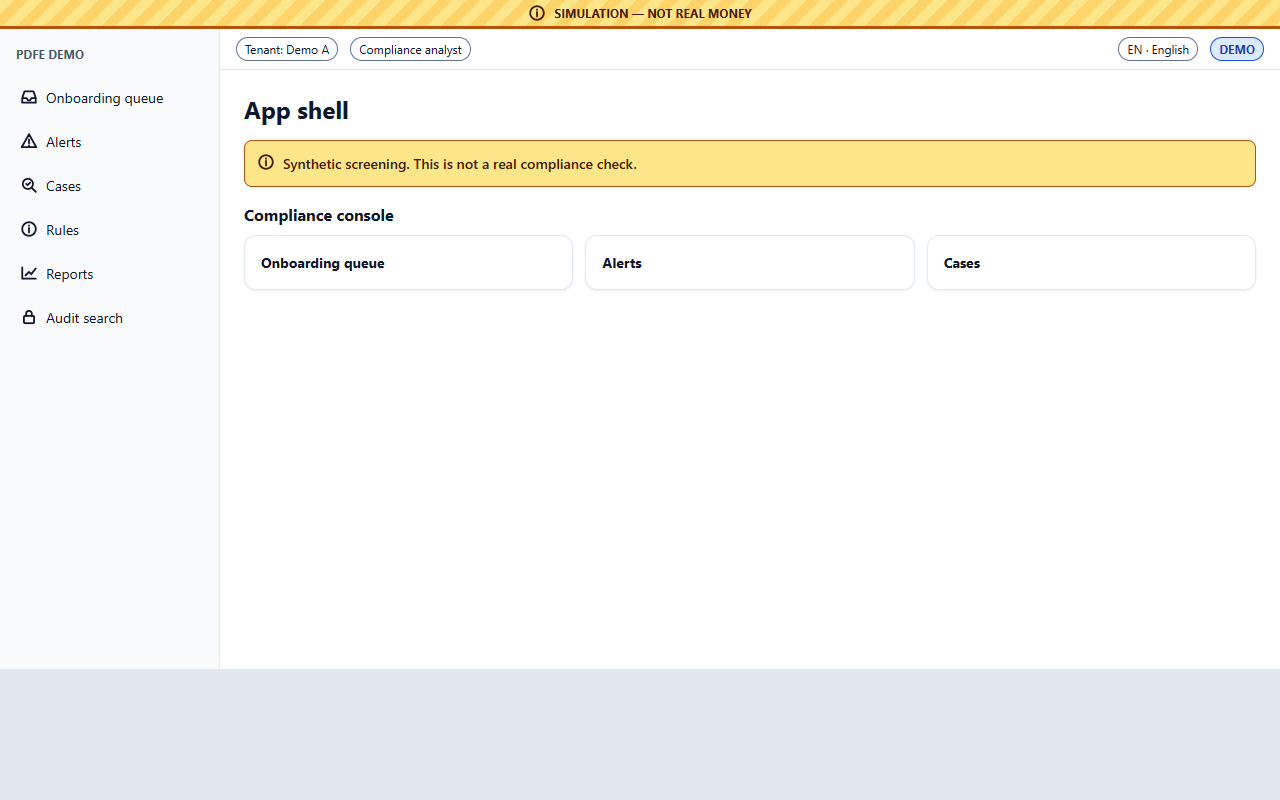 SIMULATION — NOT REAL MONEY
PDFE DEMO
Tenant: Demo A
Compliance analyst
EN · English
DEMO
Onboarding queue
Alerts
Cases
Rules
Reports
Audit search
App shell
Synthetic screening. This is not a real compliance check.
Compliance console
Onboarding queue
Alerts
Cases